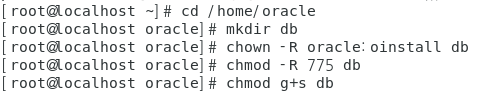 [root@localhost ~]# cd /home/oracle
[root@localhost oracle]# mkdir db
[root@localhost oracle]# chown -R oracle:oinstall db
[root@localhost oracle]# chmod -R 775 db
[root@localhost oracle]# chmod g+s db